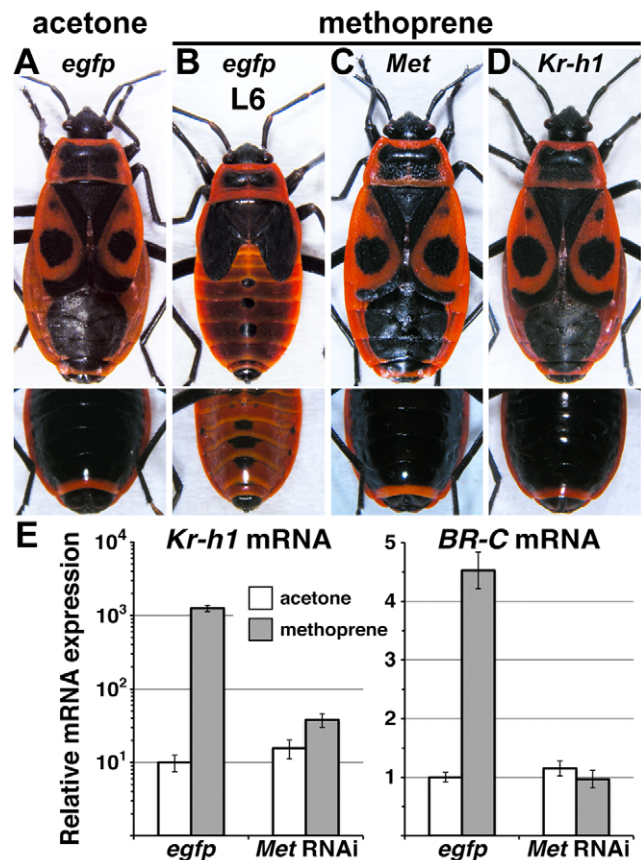 acetone methoprene
A egfp B egfp C Met D Kr-h1
L6
E Kr-h1 mRNA BR-C mRNA
Relative mRNA expression
10^4
10^3
10^2
10^1
acetone
methoprene
5
4
3
2
1
0
egfp Met RNAi egfp Met RNAi